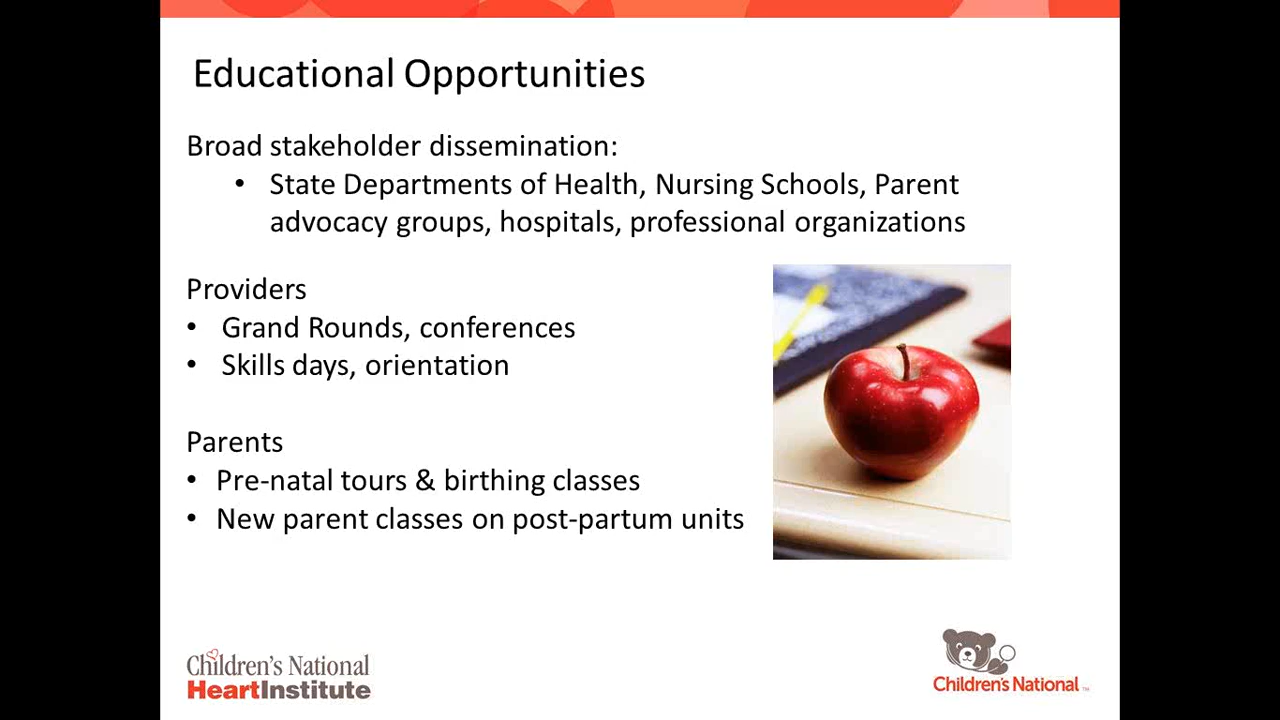 Educational Opportunities
Broad stakeholder dissemination:
• State Departments of Health, Nursing Schools, Parent
advocacy groups, hospitals, professional organizations
Providers
• Grand Rounds, conferences
• Skills days, orientation
Parents
• Pre-natal tours & birthing classes
• New parent classes on post-partum units
Children's National
HeartInstitute
Children's National ™